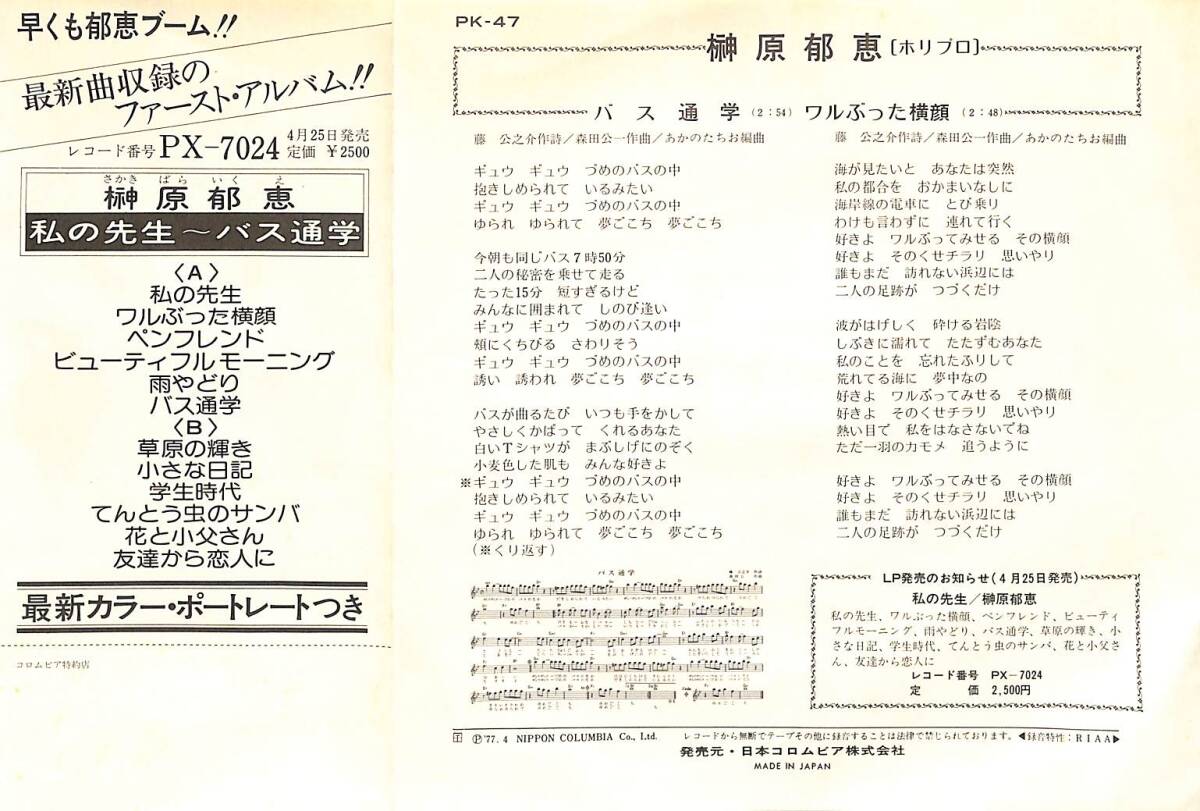 早くも郁恵ブーム!!
最新曲収録の
ファースト・アルバム!!
レコード番号 PX-7024 4月25日発売 定価 ¥2500
さかき ばら いく え
榊原郁恵
私の先生〜バス通学
〈A〉
私の先生
ワルぶった横顔
ペンフレンド
ビューティフルモーニング
雨やどり
バス通学
〈B〉
草原の輝き
小さな日記
学生時代
てんとう虫のサンバ
花と小父さん
友達から恋人に
最新カラー・ポートレートつき
コロムビア特約店
PK-47
榊原郁恵〔ホリプロ〕
バス通学(2:54) ワルぶった横顔(2:48)
藤 公之介作詩/森田公一作曲/あかのたちお編曲
ギュウ ギュウ づめのバスの中
抱きしめられて いるみたい
ギュウ ギュウ づめのバスの中
ゆられ ゆられて 夢ごこち 夢ごこち
今朝も同じバス7時50分
二人の秘密を乗せて走る
たった15分 短すぎるけど
みんなに囲まれて しのび逢い
ギュウ ギュウ づめのバスの中
頬にくちびる さわりそう
ギュウ ギュウ づめのバスの中
誘い 誘われ 夢ごこち 夢ごこち
バスが曲るたび いつも手をかして
やさしくかばって くれるあなた
白いTシャツが まぶしげにのぞく
小麦色した肌も みんな好きよ
※ギュウ ギュウ づめのバスの中
抱きしめられて いるみたい
ギュウ ギュウ づめのバスの中
ゆられ ゆられて 夢ごこち 夢ごこち
(※くり返す)
藤 公之介作詩/森田公一作曲/あかのたちお編曲
海が見たいと あなたは突然
私の都合を おかまいなしに
海岸線の電車に とび乗り
わけも言わずに 連れて行く
好きよ ワルぶってみせる その横顔
好きよ そのくせチラリ 思いやり
誰もまだ 訪れない浜辺には
二人の足跡が つづくだけ
波がはげしく 砕ける岩陰
しぶきに濡れて たたずむあなた
私のことを 忘れたふりして
荒れてる海に 夢中なの
好きよ ワルぶってみせる その横顔
好きよ そのくせチラリ 思いやり
熱い目で 私をはなさないでね
ただ一羽のカモメ 追うように
好きよ ワルぶってみせる その横顔
好きよ そのくせチラリ 思いやり
誰もまだ 訪れない浜辺には
二人の足跡が つづくだけ
バス通学
LP発売のお知らせ(4月25日発売)
私の先生/榊原郁恵
私の先生、ワルぶった横顔、ペンフレンド、ビューティ
フルモーニング、雨やどり、バス通学、草原の輝き、小
さな日記、学生時代、てんとう虫のサンバ、花と小父さ
ん、友達から恋人に
レコード番号 PX-7024
定 価 2,500円
Ⓟ'77.4 NIPPON COLUMBIA Co., Ltd. レコードから無断でテープその他に録音することは法律で禁じられております。◀録音特性:RIAA▶
発売元・日本コロムビア株式会社
MADE IN JAPAN